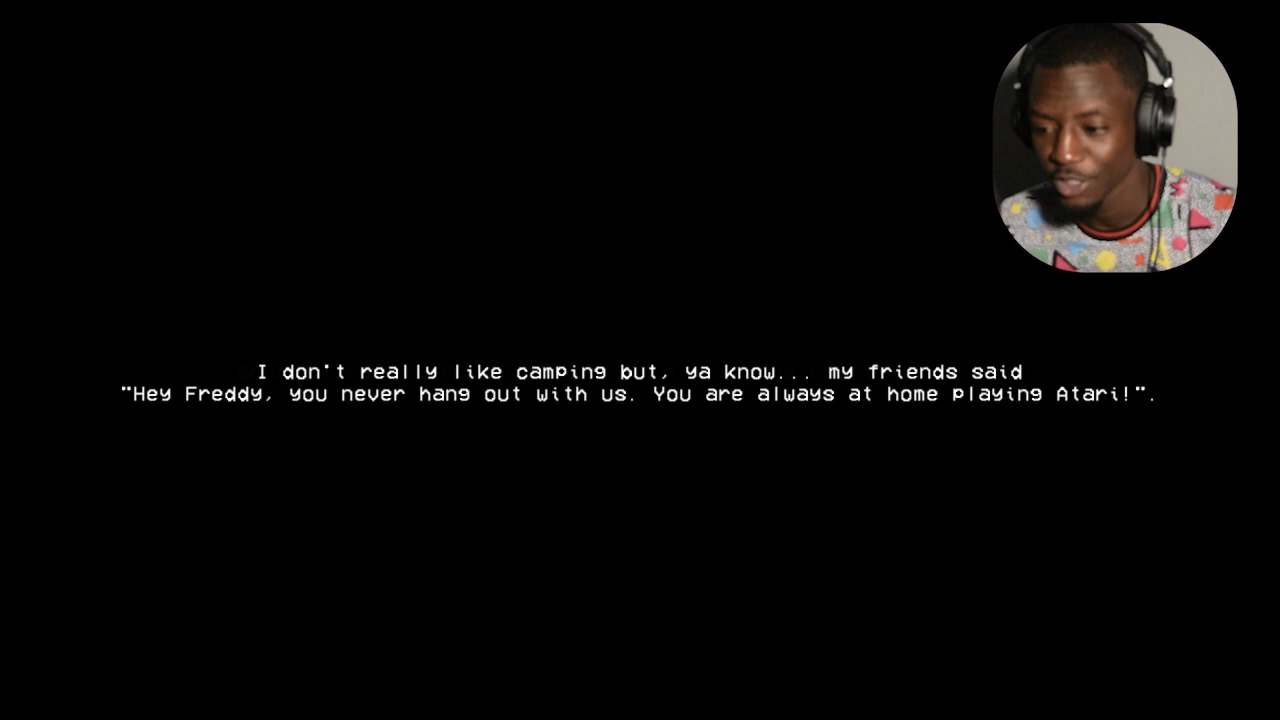 I don't really like camping but, ya know... my friends said
"Hey Freddy, you never hang out with us. You are always at home playing Atari!".